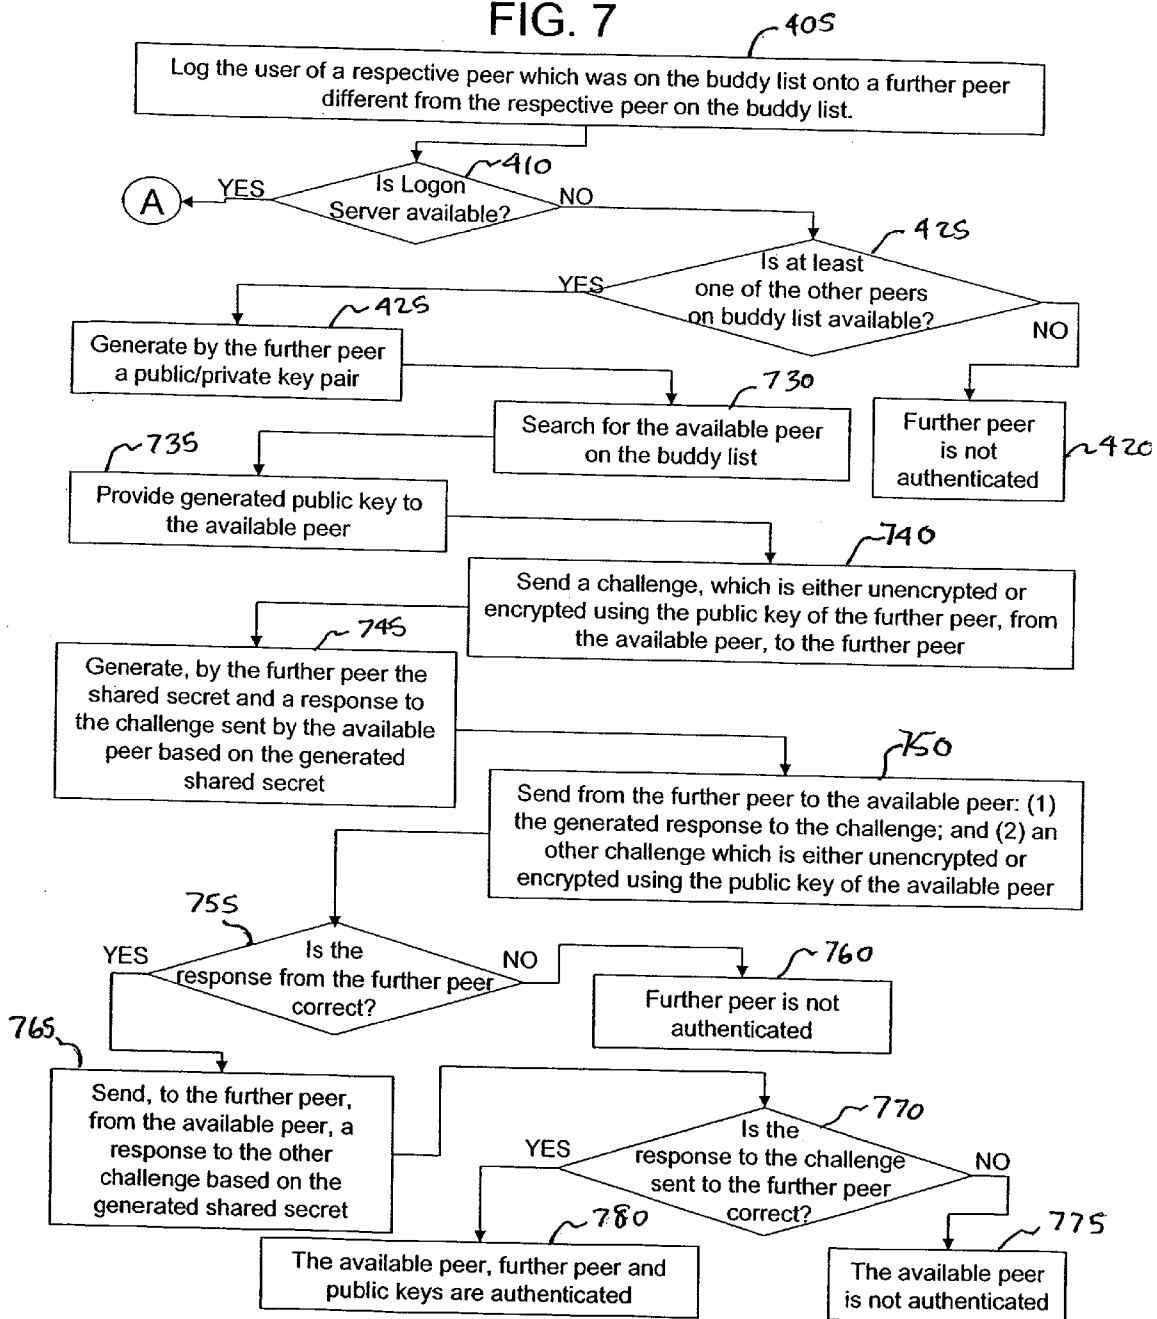 FIG. 7
405
Log the user of a respective peer which was on the buddy list onto a further peer
different from the respective peer on the buddy list.
410
A
YES
Is Logon
Server available?
NO
425
Is at least
one of the other peers
on buddy list available?
YES
NO
425
Generate by the further peer
a public/private key pair
730
Search for the available peer
on the buddy list
Further peer
is not
authenticated
420
735
Provide generated public key to
the available peer
740
Send a challenge, which is either unencrypted or
encrypted using the public key of the further peer, from
the available peer, to the further peer
745
Generate, by the further peer the
shared secret and a response to
the challenge sent by the available
peer based on the generated
shared secret
750
Send from the further peer to the available peer: (1)
the generated response to the challenge; and (2) an
other challenge which is either unencrypted or
encrypted using the public key of the available peer
755
YES
Is the
response from the further peer
correct?
NO
760
Further peer is not
authenticated
765
Send, to the further peer,
from the available peer, a
response to the other
challenge based on the
generated shared secret
770
YES
Is the
response to the challenge
sent to the further peer
correct?
NO
780
The available peer, further peer and
public keys are authenticated
775
The available peer
is not authenticated